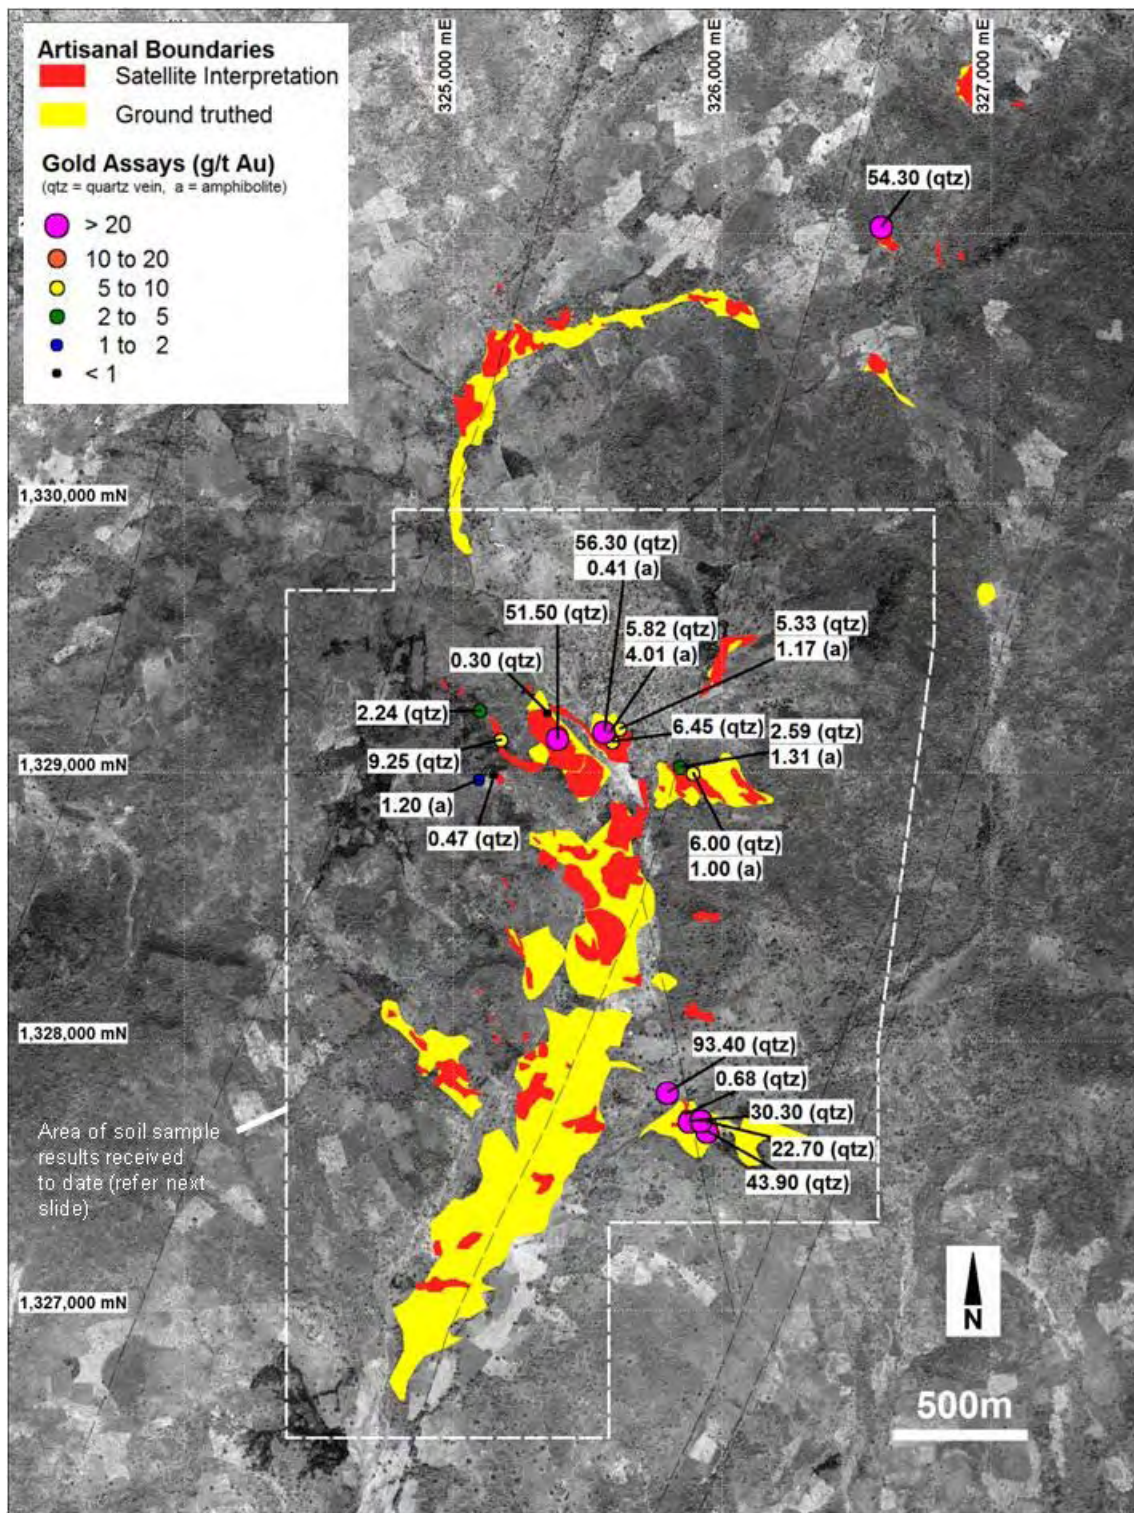 Artisanal Boundaries
Satellite Interpretation
Ground truthed
Gold Assays (g/t Au)
(qtz = quartz vein, a = amphibolite)
> 20
10 to 20
5 to 10
2 to 5
1 to 2
< 1
325,000 mE
326,000 mE
327,000 mE
54.30 (qtz)
1,330,000 mN
56.30 (qtz)
0.41 (a)
51.50 (qtz)
5.82 (qtz)
4.01 (a)
5.33 (qtz)
1.17 (a)
0.30 (qtz)
2.24 (qtz)
6.45 (qtz)
2.59 (qtz)
1.31 (a)
9.25 (qtz)
1,329,000 mN
1.20 (a)
0.47 (qtz)
6.00 (qtz)
1.00 (a)
1,328,000 mN
93.40 (qtz)
0.68 (qtz)
30.30 (qtz)
22.70 (qtz)
43.90 (qtz)
Area of soil sample
results received
to date (refer next
slide)
1,327,000 mN
N
500m